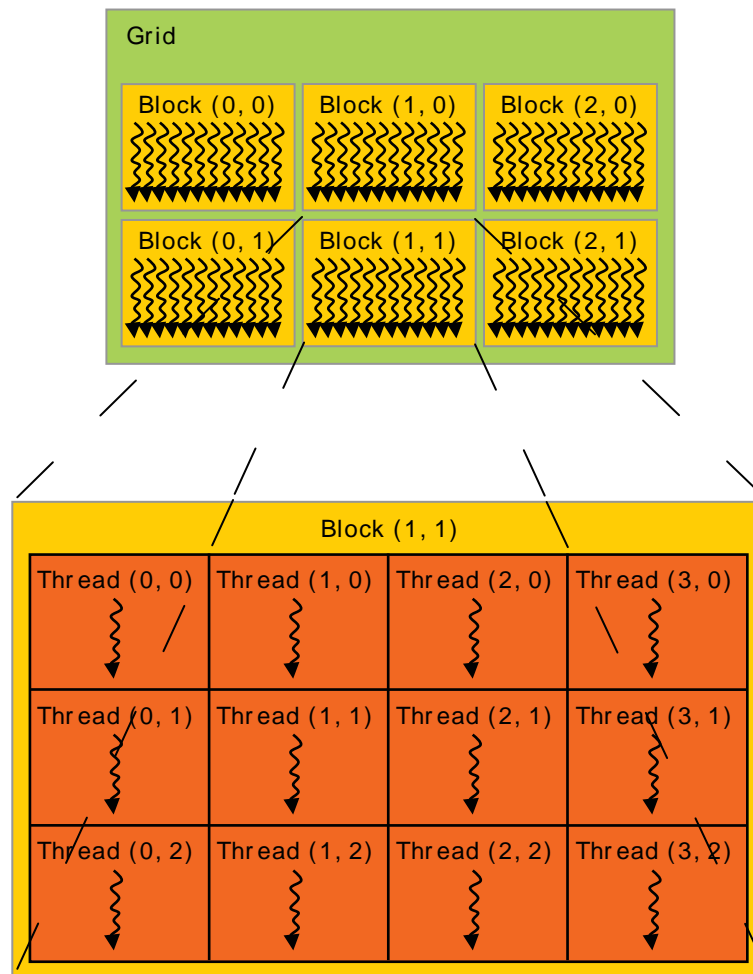 Grid
Block (0, 0) Block (1, 0) Block (2, 0)
Block (0, 1) Block (1, 1) Block (2, 1)
Block (1, 1)
Thread (0, 0) Thread (1, 0) Thread (2, 0) Thread (3, 0)
Thread (0, 1) Thread (1, 1) Thread (2, 1) Thread (3, 1)
Thread (0, 2) Thread (1, 2) Thread (2, 2) Thread (3, 2)